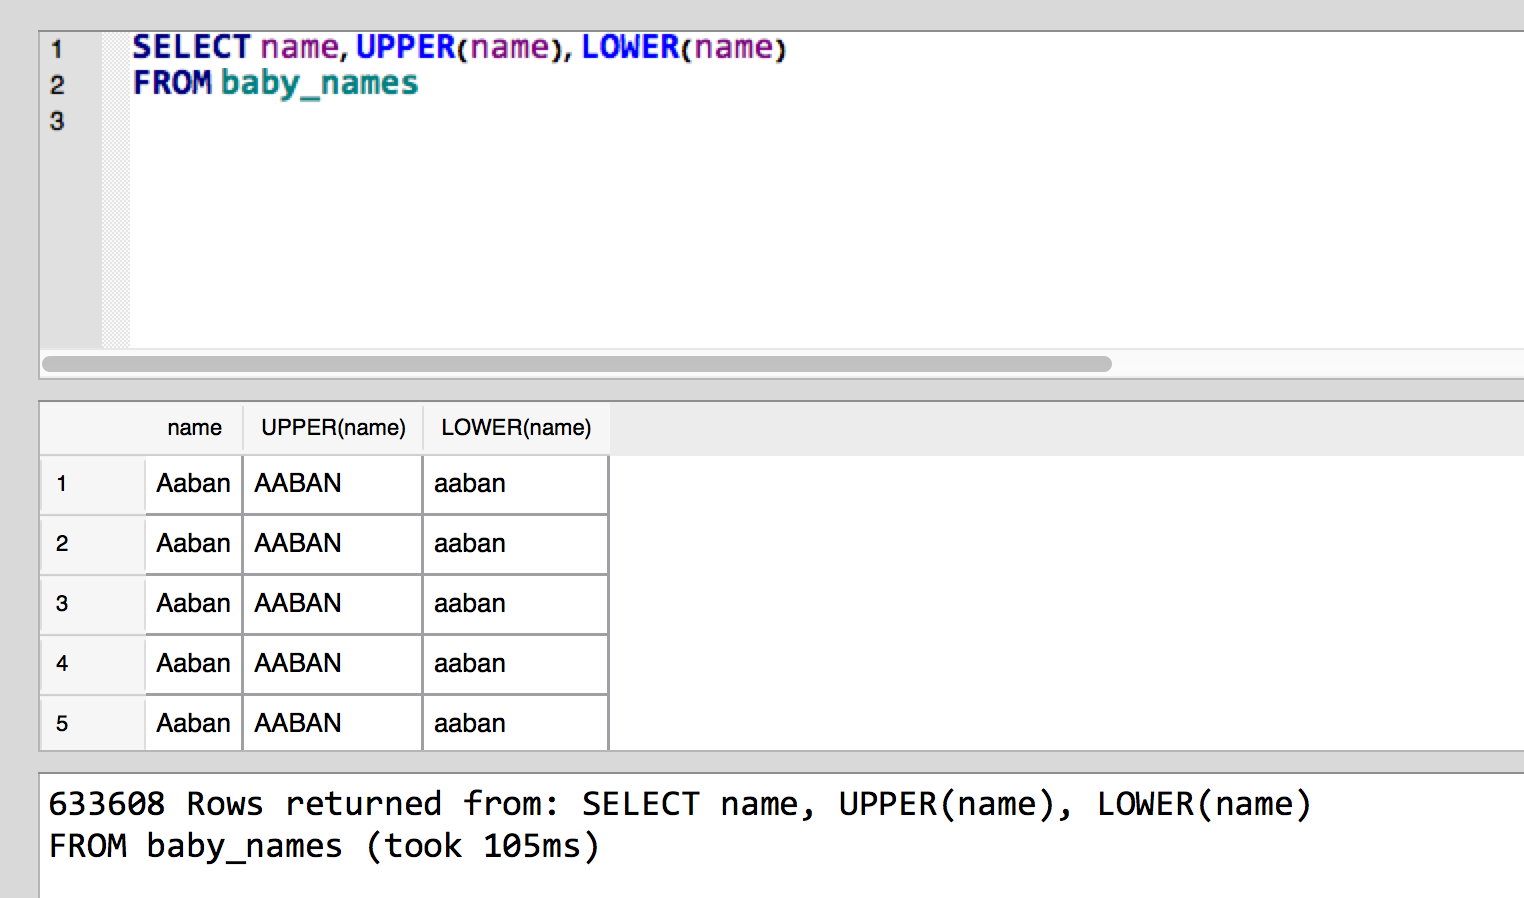 1 SELECT name, UPPER(name), LOWER(name)
2 FROM baby_names
3
name UPPER(name) LOWER(name)
1 Aaban AABAN aaban
2 Aaban AABAN aaban
3 Aaban AABAN aaban
4 Aaban AABAN aaban
5 Aaban AABAN aaban
633608 Rows returned from: SELECT name, UPPER(name), LOWER(name)
FROM baby_names (took 105ms)